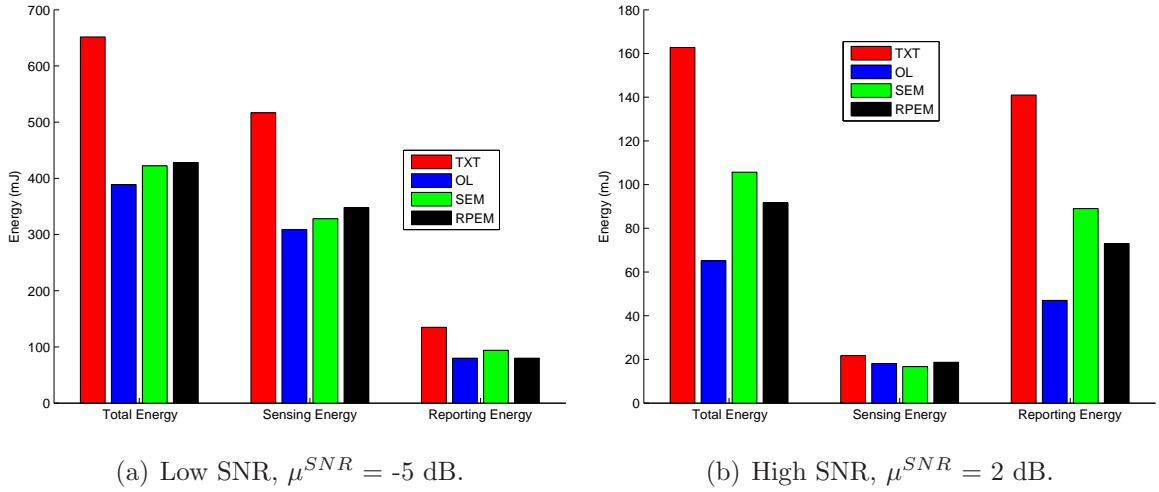 700
600
500
400
300
200
100
0
Energy (mJ)
Total Energy
Sensing Energy
Reporting Energy
TXT
OL
SEM
RPEM
(a) Low SNR, μ^{SNR} = -5 dB.
180
160
140
120
100
80
60
40
20
0
Energy (mJ)
Total Energy
Sensing Energy
Reporting Energy
TXT
OL
SEM
RPEM
(b) High SNR, μ^{SNR} = 2 dB.